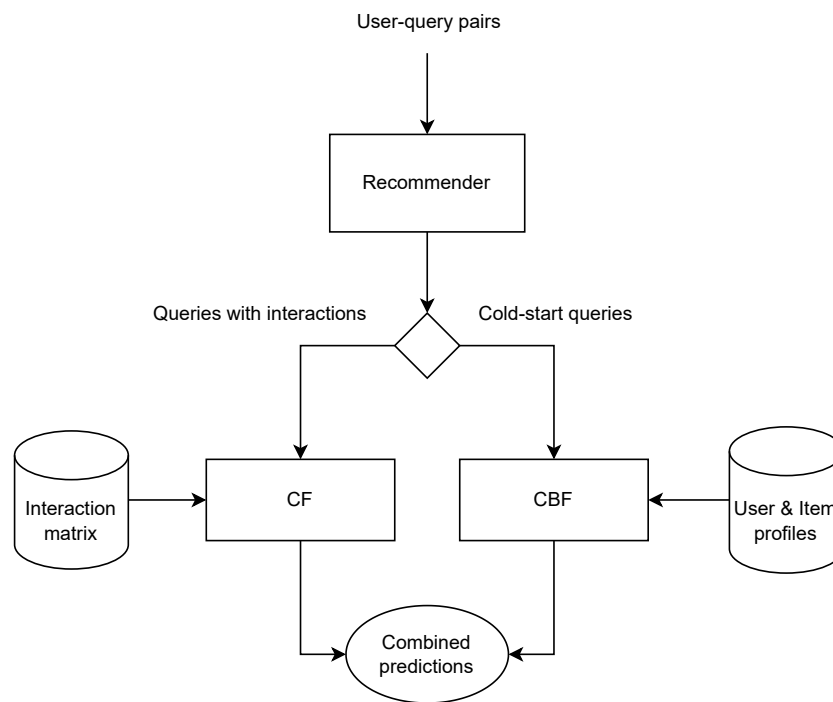 User-query pairs
Recommender
Queries with interactions
Cold-start queries
Interaction
matrix
CF
CBF
User & Item
profiles
Combined
predictions